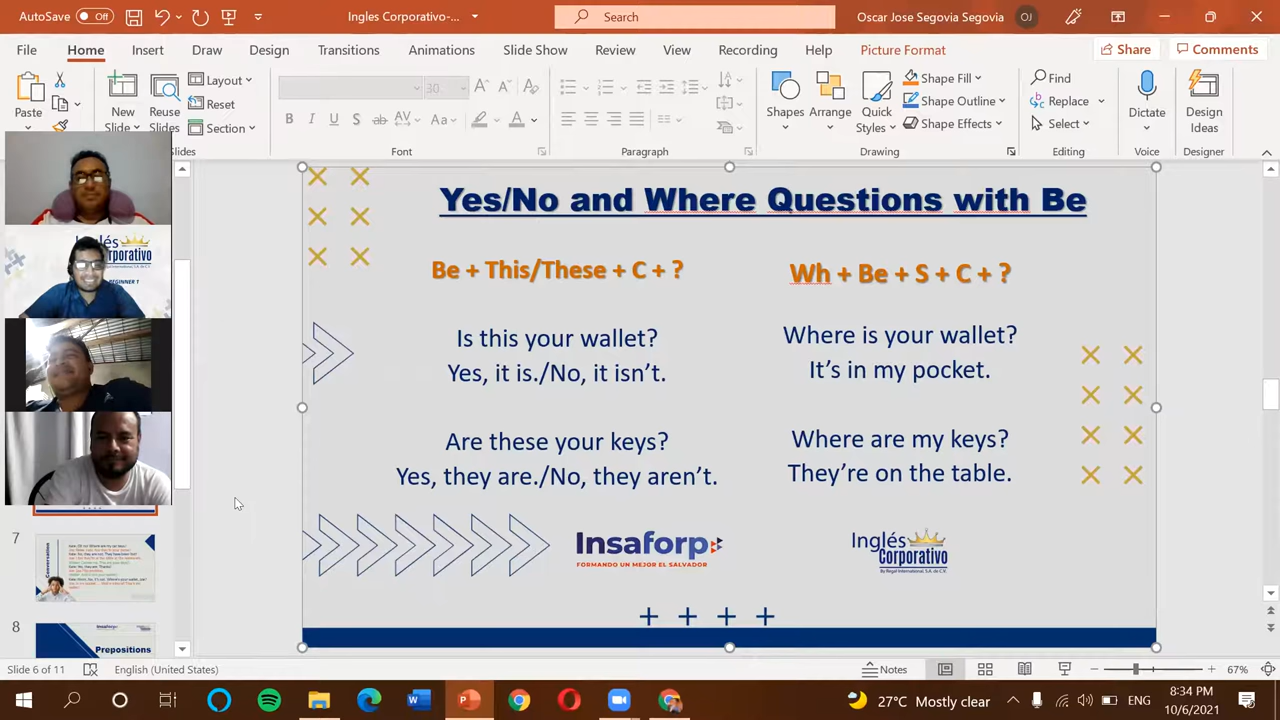 AutoSave Off
Ingles Corporativo-...
Search
Oscar Jose Segovia Segovia
OJ
File Home Insert Draw Design Transitions Animations Slide Show Review View Recording Help Picture Format
Share Comments
Paste
New Slide
Reuse Slides
Layout
Reset
Section
Shapes
Arrange
Quick Styles
Shape Fill
Shape Outline
Shape Effects
Find
Replace
Select
Dictate
Design Ideas
Font Paragraph Drawing Editing Voice Designer
Yes/No and Where Questions with Be
Be + This/These + C + ?
Is this your wallet?
Yes, it is./No, it isn't.
Are these your keys?
Yes, they are./No, they aren't.
Wh + Be + S + C + ?
Where is your wallet?
It's in my pocket.
Where are my keys?
They're on the table.
Insaforp
FORMANDO UN MEJOR EL SALVADOR
Inglés
Corporativo
By Regal International, S.A. de C.V.
7
Conversation
8
Prepositions
Slide 6 of 11 English (United States)
Notes
67%
27°C Mostly clear
ENG
8:34 PM
10/6/2021